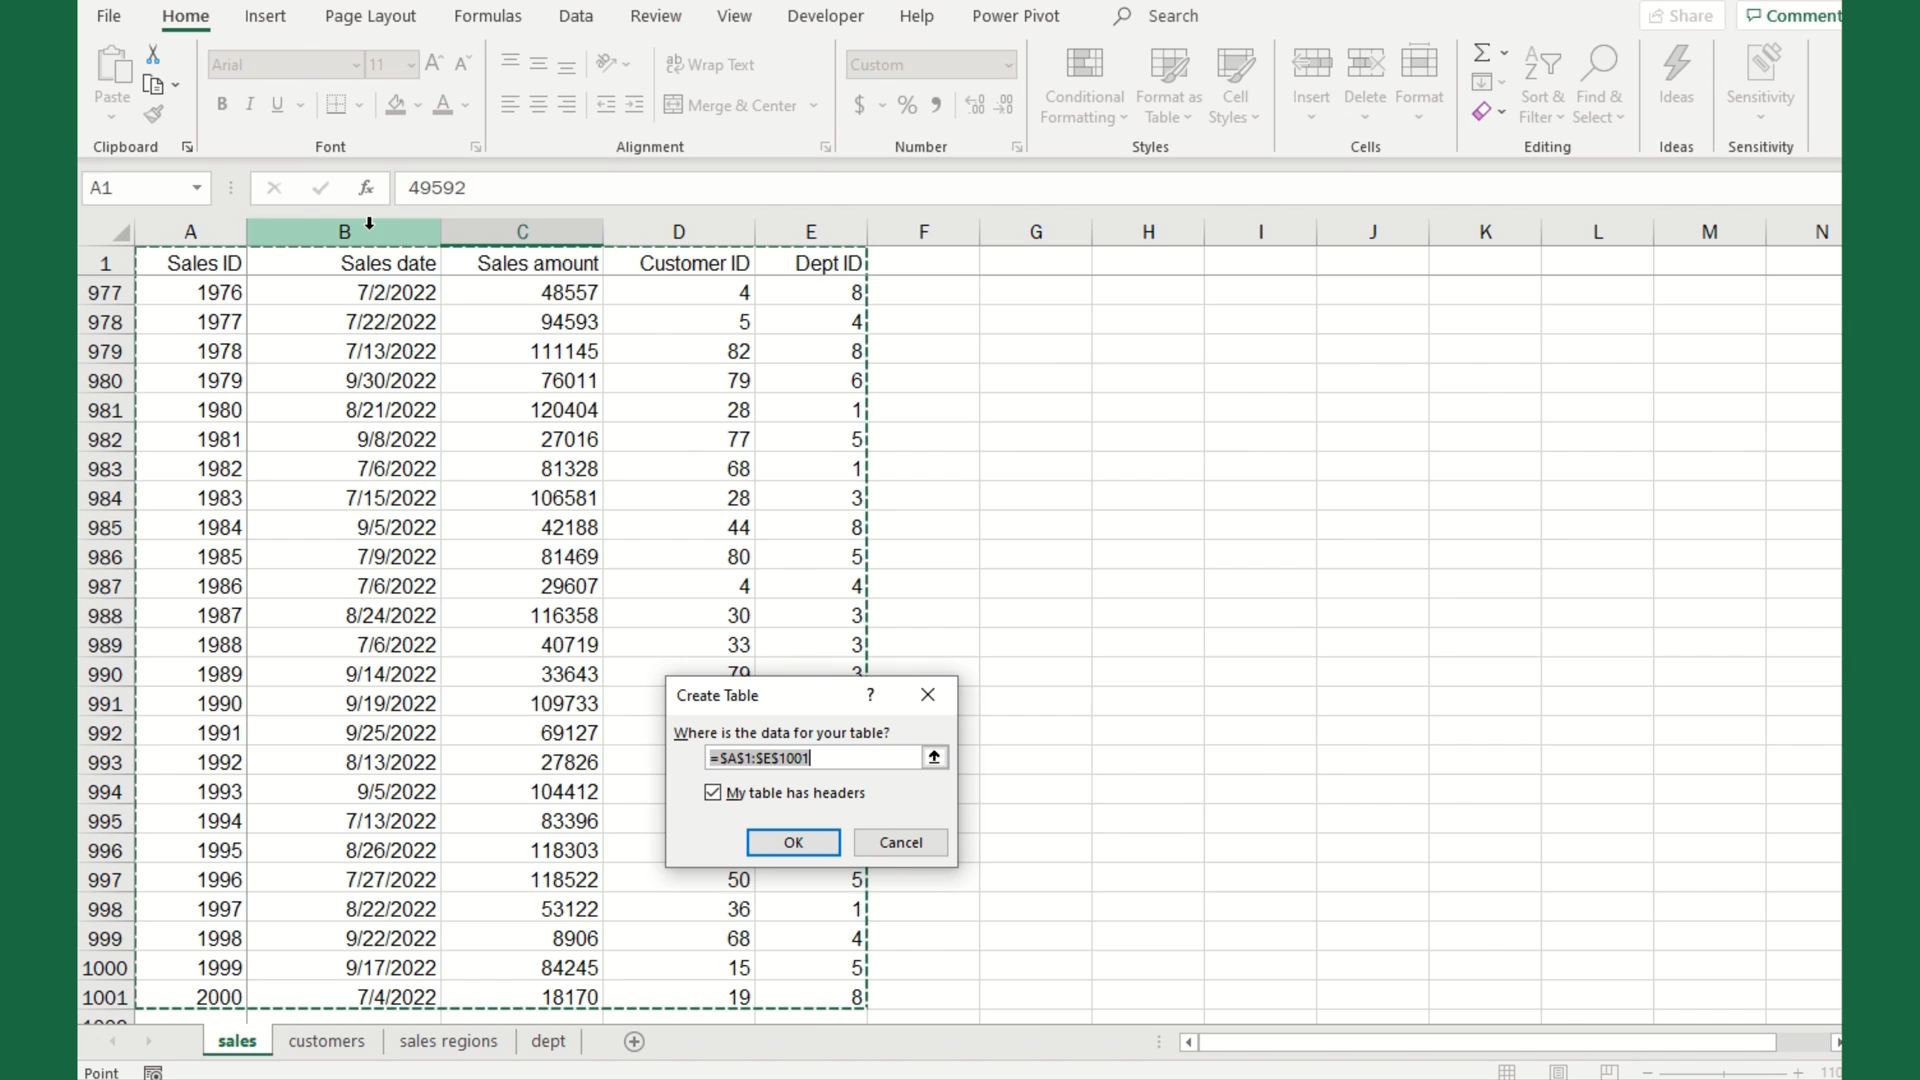 File Home Insert Page Layout Formulas Data Review View Developer Help Power Pivot Search Share Comment
Paste
Arial 11 A A
B I U A
ab Wrap Text
Merge & Center
Custom
$ % 9
Conditional Formatting
Format as Table
Cell Styles
Insert Delete Format
Sort & Filter
Find & Select
Ideas
Sensitivity
Clipboard Font Alignment Number Styles Cells Editing Ideas Sensitivity
A1 fx 49592
A B C D E F G H I J K L M N
1 Sales ID Sales date Sales amount Customer ID Dept ID
977 1976 7/2/2022 48557 4 8
978 1977 7/22/2022 94593 5 4
979 1978 7/13/2022 111145 82 8
980 1979 9/30/2022 76011 79 6
981 1980 8/21/2022 120404 28 1
982 1981 9/8/2022 27016 77 5
983 1982 7/6/2022 81328 68 1
984 1983 7/15/2022 106581 28 3
985 1984 9/5/2022 42188 44 8
986 1985 7/9/2022 81469 80 5
987 1986 7/6/2022 29607 4 4
988 1987 8/24/2022 116358 30 3
989 1988 7/6/2022 40719 33 3
990 1989 9/14/2022 33643 79 3
991 1990 9/19/2022 109733
992 1991 9/25/2022 69127
993 1992 8/13/2022 27826
994 1993 9/5/2022 104412
995 1994 7/13/2022 83396
996 1995 8/26/2022 118303
997 1996 7/27/2022 118522 50 5
998 1997 8/22/2022 53122 36 1
999 1998 9/22/2022 8906 68 4
1000 1999 9/17/2022 84245 15 5
1001 2000 7/4/2022 18170 19 8
Create Table ?
Where is the data for your table?
=$A$1:$E$1001
My table has headers
OK Cancel
sales customers sales regions dept
Point